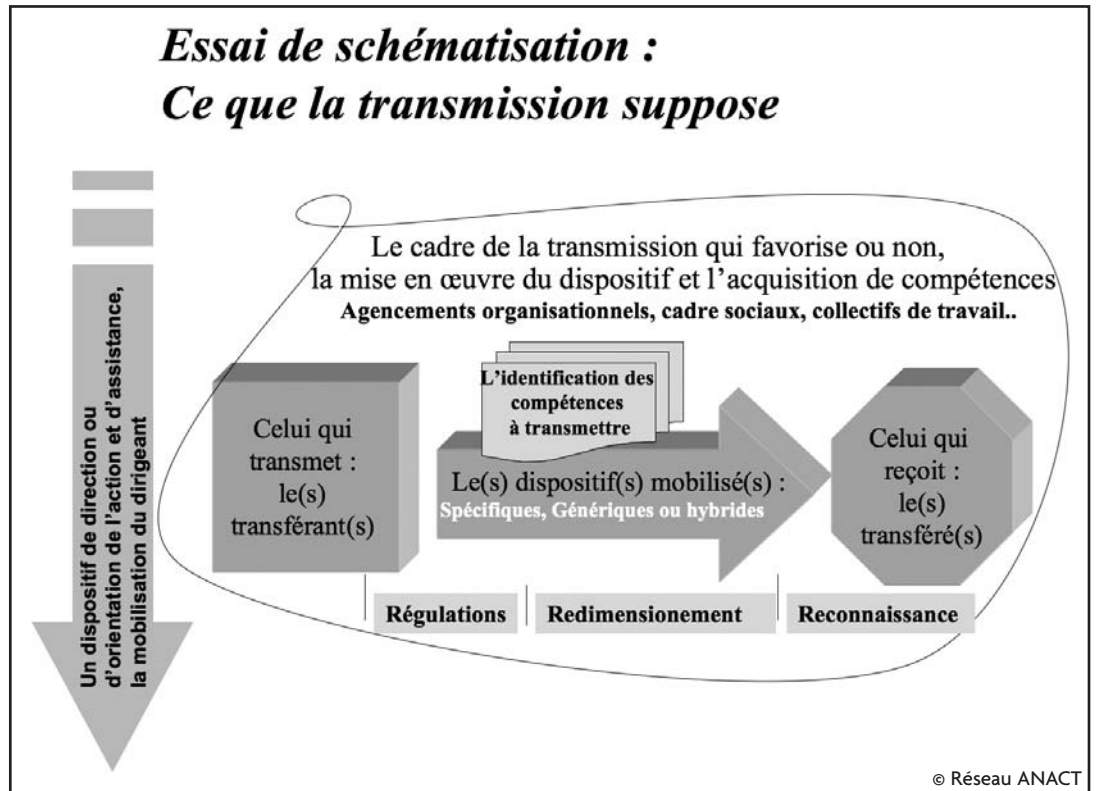 Essai de schématisation :
Ce que la transmission suppose
Un dispositif de direction ou
d'orientation de l'action et d'assistance,
la mobilisation du dirigeant
Le cadre de la transmission qui favorise ou non,
la mise en œuvre du dispositif et l'acquisition de compétences
Agencements organisationnels, cadre sociaux, collectifs de travail..
Celui qui
transmet :
le(s)
transférant(s)
L'identification des
compétences
à transmettre
Le(s) dispositif(s) mobilisé(s) :
Spécifiques, Génériques ou hybrides
Celui qui
reçoit :
le(s)
transféré(s)
Régulations
Redimensionement
Reconnaissance
© Réseau ANACT